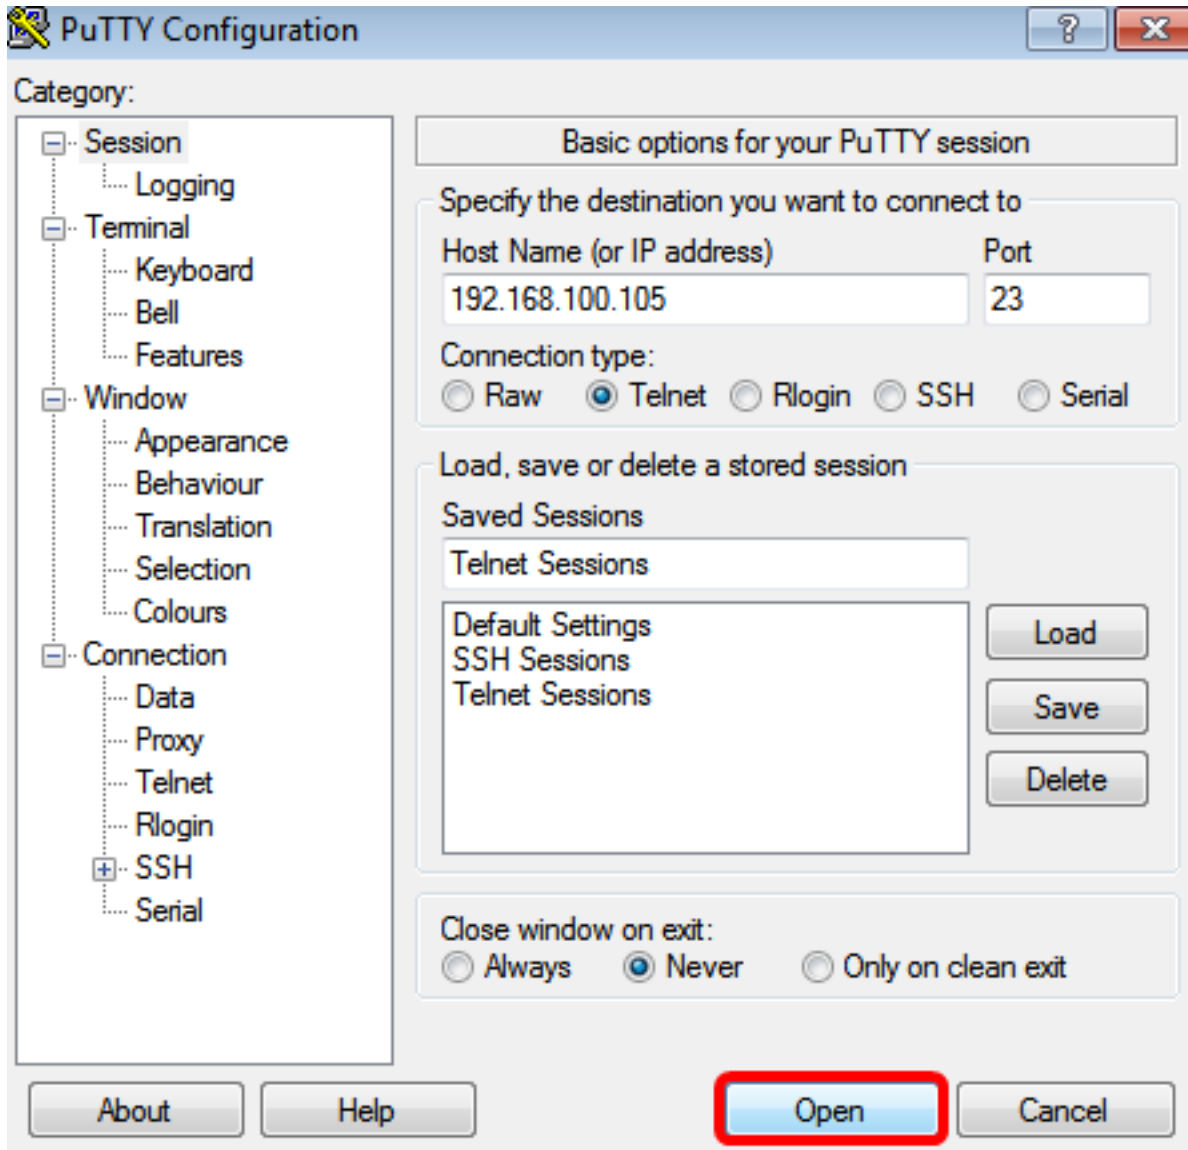 PuTTY Configuration
Category:
Session
Logging
Terminal
Keyboard
Bell
Features
Window
Appearance
Behaviour
Translation
Selection
Colours
Connection
Data
Proxy
Telnet
Rlogin
SSH
Serial
Basic options for your PuTTY session
Specify the destination you want to connect to
Host Name (or IP address) Port
192.168.100.105 23
Connection type:
Raw Telnet Rlogin SSH Serial
Load, save or delete a stored session
Saved Sessions
Telnet Sessions
Default Settings
SSH Sessions
Telnet Sessions
Load
Save
Delete
Close window on exit:
Always Never Only on clean exit
About Help Open Cancel